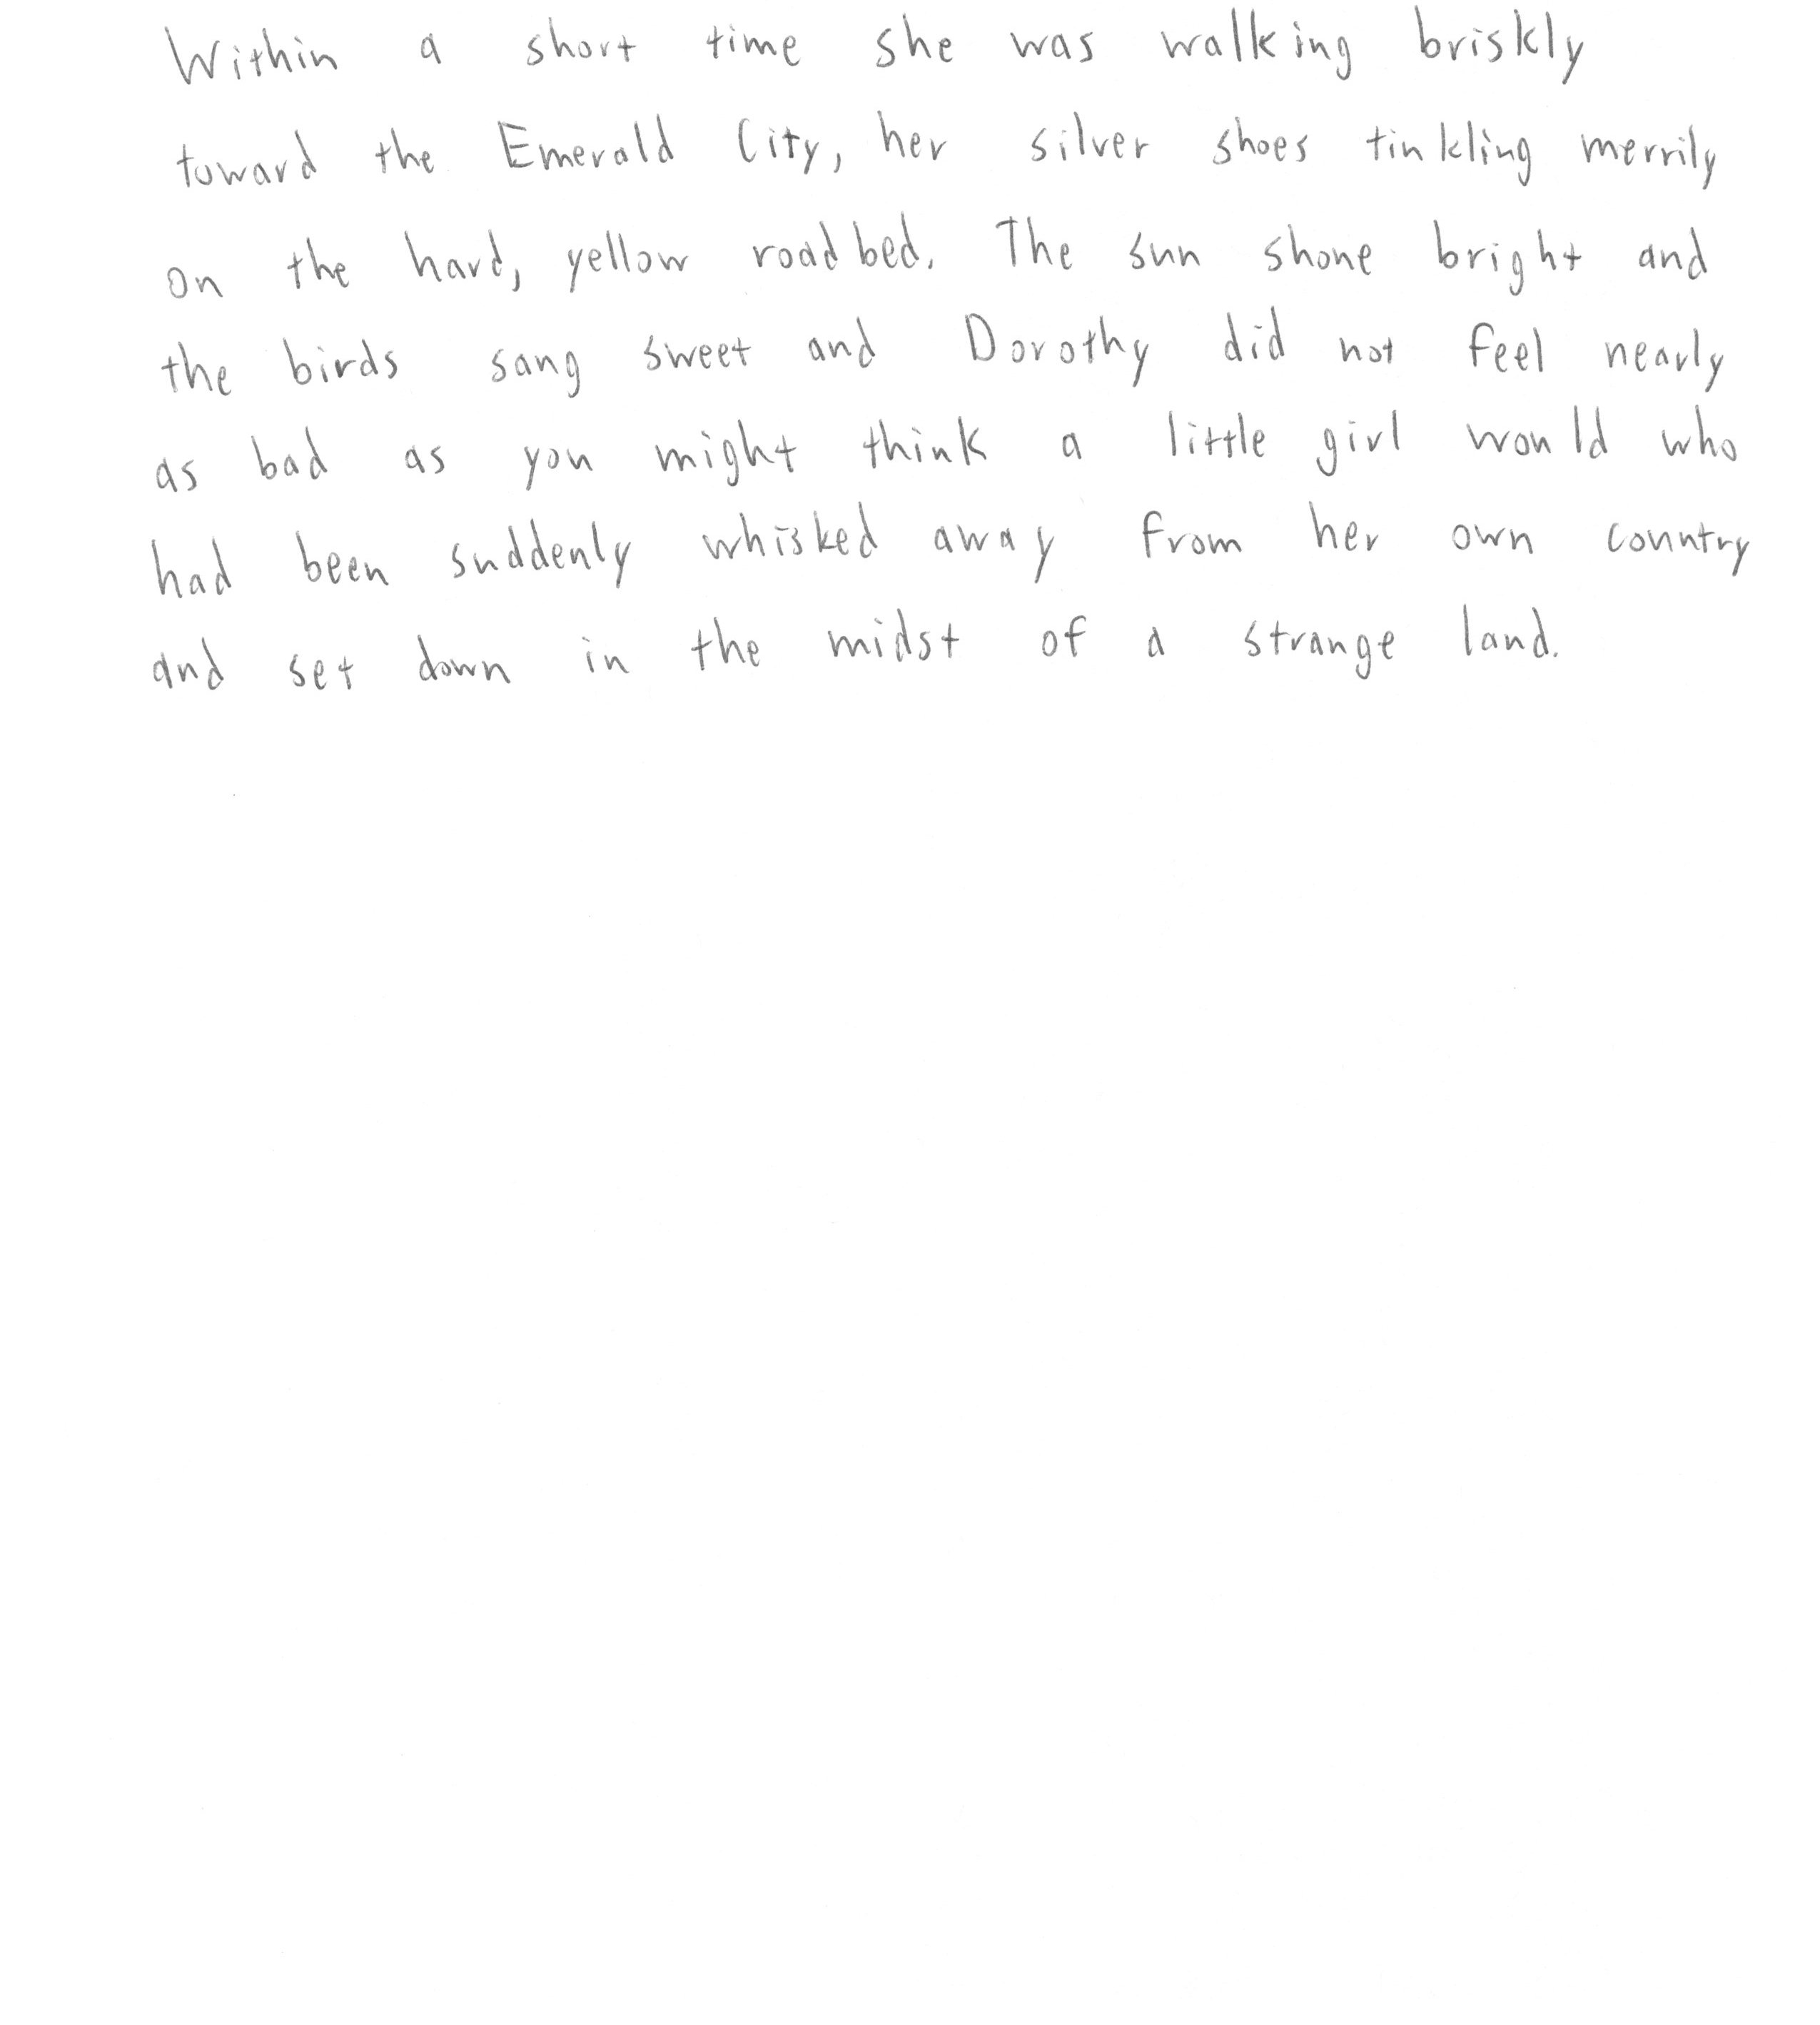 Within a short time she was walking briskly
toward the Emerald City, her silver shoes tinkling merrily
on the hard, yellow roadbed. The sun shone bright and
the birds sang sweet and Dorothy did not feel nearly
as bad as you might think a little girl would who
had been suddenly whisked away from her own country
and set down in the midst of a strange land.